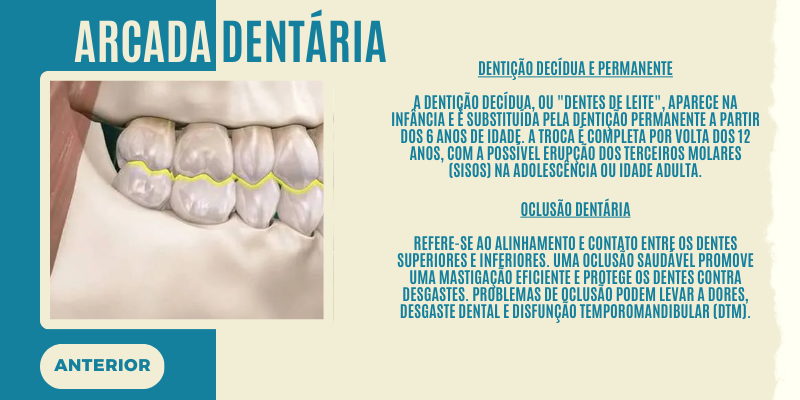 ARCADA DENTÁRIA
DENTIÇÃO DECÍDUA E PERMANENTE
A DENTIÇÃO DECÍDUA, OU "DENTES DE LEITE", APARECE NA
INFÂNCIA E É SUBSTITUÍDA PELA DENTIÇÃO PERMANENTE A PARTIR
DOS 6 ANOS DE IDADE. A TROCA É COMPLETA POR VOLTA DOS 12
ANOS, COM A POSSÍVEL ERUPÇÃO DOS TERCEIROS MOLARES
(SISOS) NA ADOLESCÊNCIA OU IDADE ADULTA.
OCLUSÃO DENTÁRIA
REFERE-SE AO ALINHAMENTO E CONTATO ENTRE OS DENTES
SUPERIORES E INFERIORES. UMA OCLUSÃO SAUDÁVEL PROMOVE
UMA MASTIGAÇÃO EFICIENTE E PROTEGE OS DENTES CONTRA
DESGASTES. PROBLEMAS DE OCLUSÃO PODEM LEVAR A DORES,
DESGASTE DENTAL E DISFUNÇÃO TEMPOROMANDIBULAR (DTM).
ANTERIOR